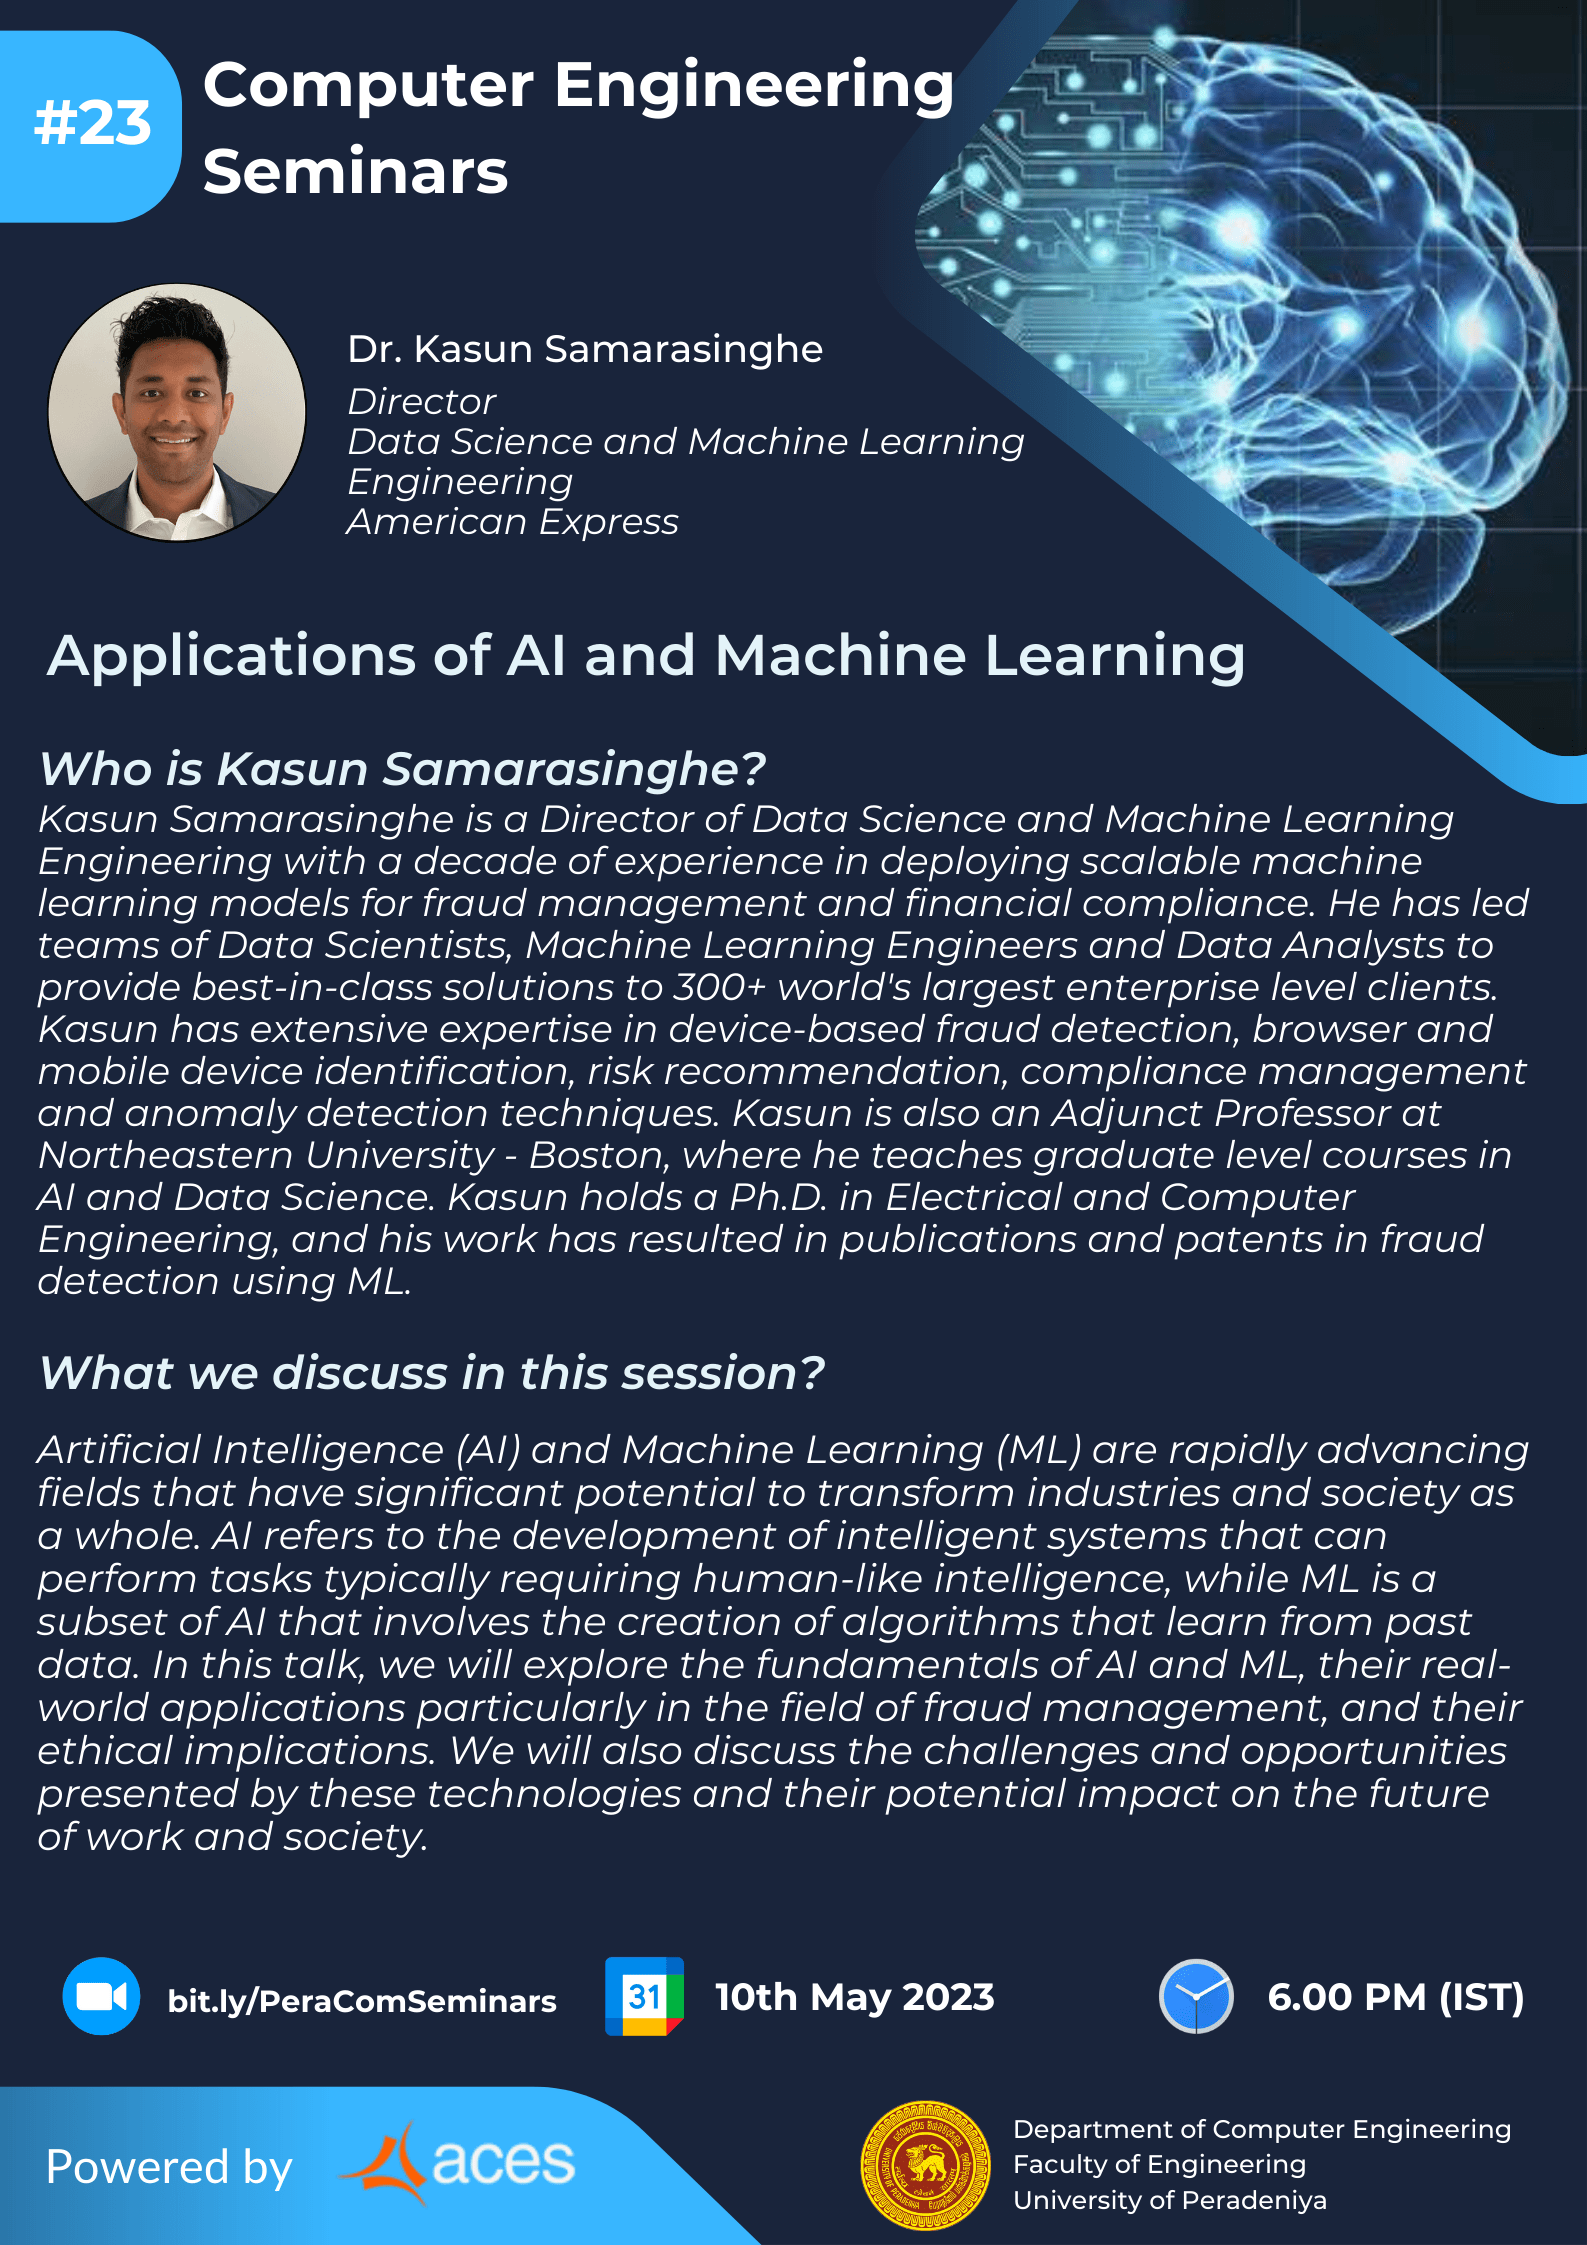 #23
Computer Engineering
Seminars
Dr. Kasun Samarasinghe
Director
Data Science and Machine Learning
Engineering
American Express
Applications of AI and Machine Learning
Who is Kasun Samarasinghe?
Kasun Samarasinghe is a Director of Data Science and Machine Learning
Engineering with a decade of experience in deploying scalable machine
learning models for fraud management and financial compliance. He has led
teams of Data Scientists, Machine Learning Engineers and Data Analysts to
provide best-in-class solutions to 300+ world's largest enterprise level clients.
Kasun has extensive expertise in device-based fraud detection, browser and
mobile device identification, risk recommendation, compliance management
and anomaly detection techniques. Kasun is also an Adjunct Professor at
Northeastern University - Boston, where he teaches graduate level courses in
AI and Data Science. Kasun holds a Ph.D. in Electrical and Computer
Engineering, and his work has resulted in publications and patents in fraud
detection using ML.
What we discuss in this session?
Artificial Intelligence (AI) and Machine Learning (ML) are rapidly advancing
fields that have significant potential to transform industries and society as
a whole. AI refers to the development of intelligent systems that can
perform tasks typically requiring human-like intelligence, while ML is a
subset of AI that involves the creation of algorithms that learn from past
data. In this talk, we will explore the fundamentals of AI and ML, their real-
world applications particularly in the field of fraud management, and their
ethical implications. We will also discuss the challenges and opportunities
presented by these technologies and their potential impact on the future
of work and society.
bit.ly/PeraComSeminars
31
10th May 2023
6.00 PM (IST)
Powered by
aces
UNIVERSITY OF PERADENIYA
Department of Computer Engineering
Faculty of Engineering
University of Peradeniya